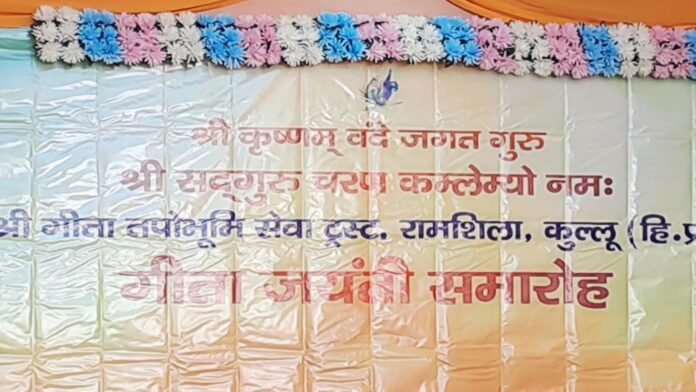 श्री कृष्णम् वंदे जगत गुरु
श्री सद्‌गुरु चरण कमलेम्यो नमः
श्री गीता तपोभूमि सेवा ट्रस्ट, रामशिला, कुल्लू (हि.प्र
गीता जयंती समारोह